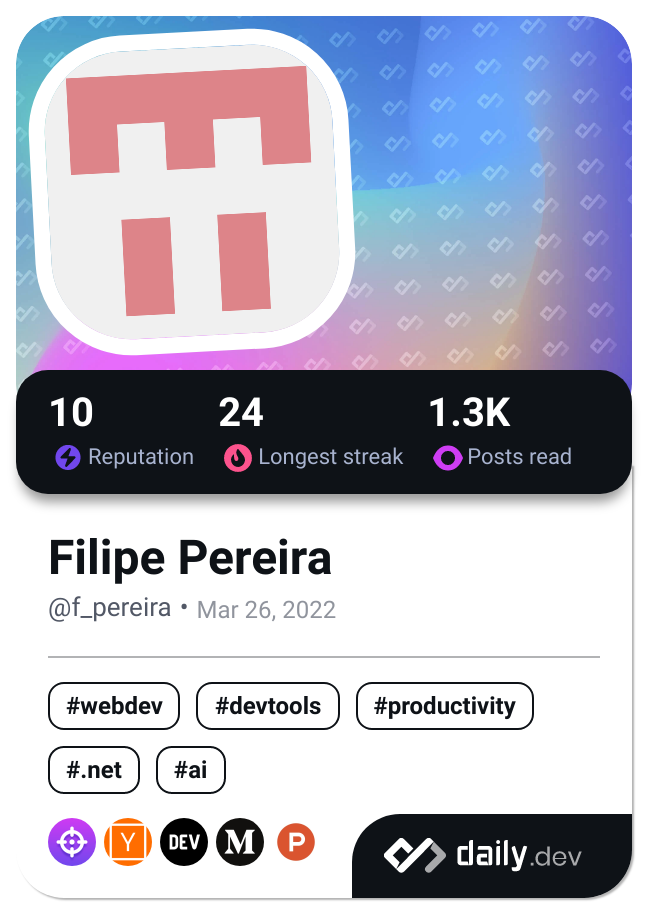 10 24 1.3K
Reputation Longest streak Posts read
Filipe Pereira
@f_pereira • Mar 26, 2022
#webdev #devtools #productivity
#.net #ai
Y DEV M P
daily.dev